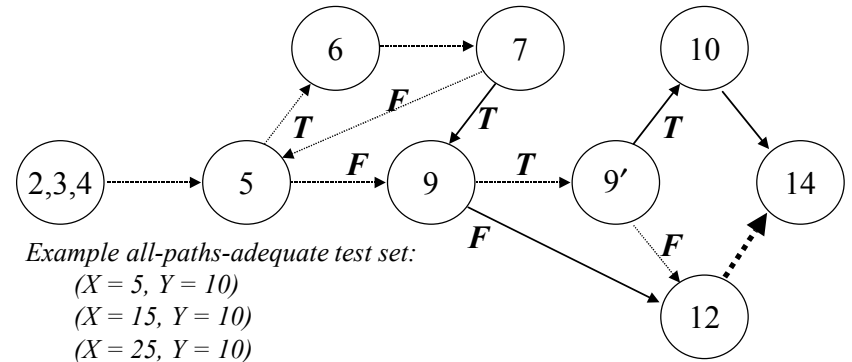 6
7
10
F
T
T
T
2,3,4
5
F
9
T
9′
14
F
F
12
Example all-paths-adequate test set:
(X = 5, Y = 10)
(X = 15, Y = 10)
(X = 25, Y = 10)